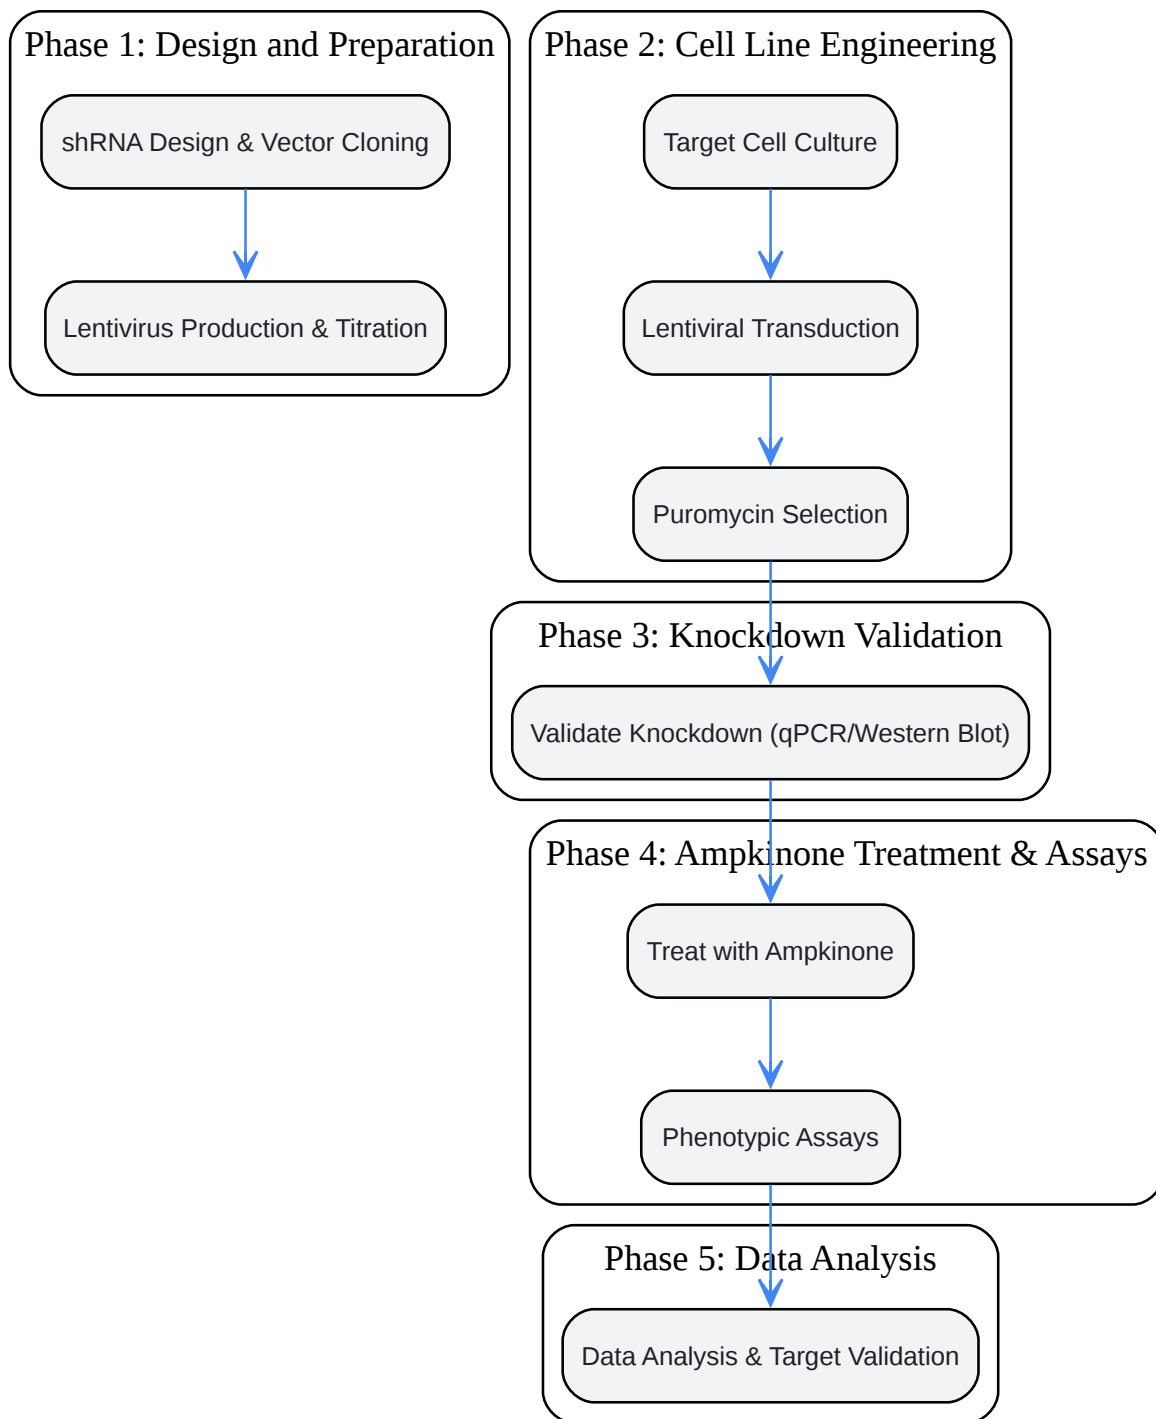 Phase 1: Design and Preparation
shRNA Design & Vector Cloning
Lentivirus Production & Titration
Phase 2: Cell Line Engineering
Target Cell Culture
Lentiviral Transduction
Puromycin Selection
Phase 3: Knockdown Validation
Validate Knockdown (qPCR/Western Blot)
Phase 4: Ampkinone Treatment & Assays
Treat with Ampkinone
Phenotypic Assays
Phase 5: Data Analysis
Data Analysis & Target Validation